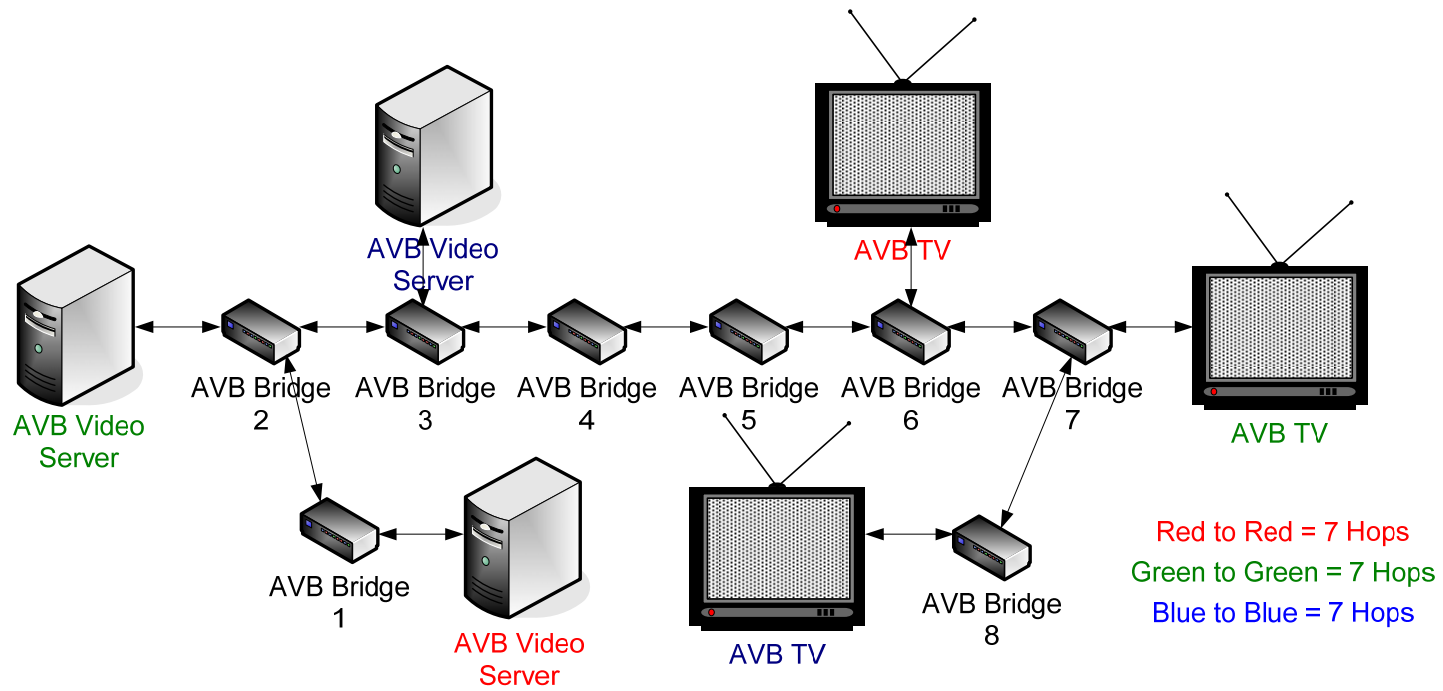 AVB Video
Server
AVB TV
AVB Video
Server
AVB Bridge
2
AVB Bridge
3
AVB Bridge
4
AVB Bridge
5
AVB Bridge
6
AVB Bridge
7
AVB TV
AVB Bridge
1
AVB Video
Server
AVB TV
AVB Bridge
8
Red to Red = 7 Hops
Green to Green = 7 Hops
Blue to Blue = 7 Hops